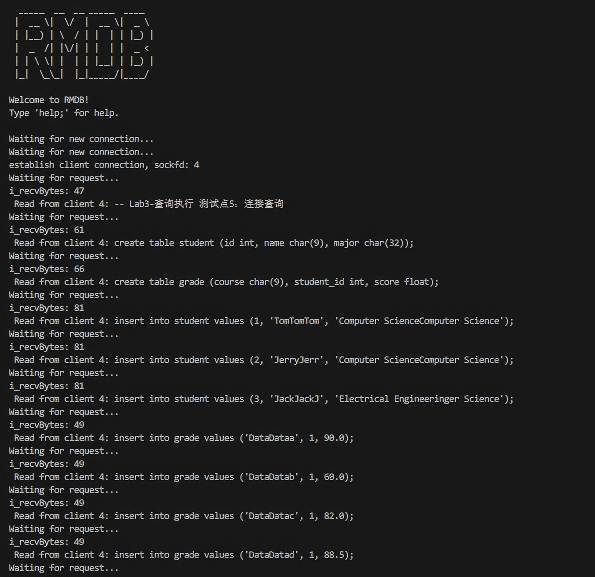 Welcome to RMDB!
Type 'help;' for help.
Waiting for new connection...
Waiting for new connection...
establish client connection, sockfd: 4
Waiting for request...
i_recvBytes: 47
Read from client 4: -- Lab3-查询执行 测试点5: 连接查询
Waiting for request...
i_recvBytes: 61
Read from client 4: create table student (id int, name char(9), major char(32));
Waiting for request...
i_recvBytes: 66
Read from client 4: create table grade (course char(9), student_id int, score float);
Waiting for request...
i_recvBytes: 81
Read from client 4: insert into student values (1, 'TomTomTom', 'Computer ScienceComputer Science');
Waiting for request...
i_recvBytes: 81
Read from client 4: insert into student values (2, 'JerryJerr', 'Computer ScienceComputer Science');
Waiting for request...
i_recvBytes: 81
Read from client 4: insert into student values (3, 'JackJackJ', 'Electrical Engineeringer Science');
Waiting for request...
i_recvBytes: 49
Read from client 4: insert into grade values ('DataDataa', 1, 90.0);
Waiting for request...
i_recvBytes: 49
Read from client 4: insert into grade values ('DataDatab', 1, 60.0);
Waiting for request...
i_recvBytes: 49
Read from client 4: insert into grade values ('DataDatac', 1, 82.0);
Waiting for request...
i_recvBytes: 49
Read from client 4: insert into grade values ('DataDatad', 1, 88.5);
Waiting for request...